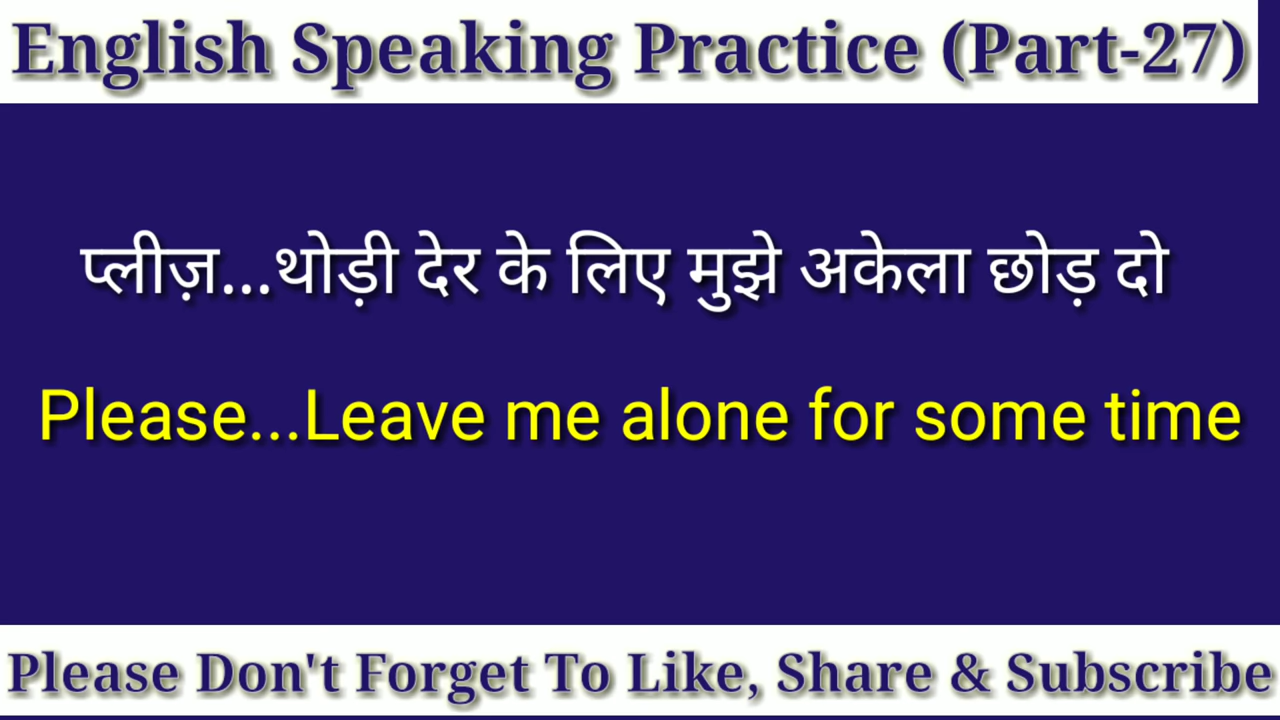 English Speaking Practice (Part-27)
प्लीज़...थोड़ी देर के लिए मुझे अकेला छोड़ दो
Please...Leave me alone for some time
Please Don't Forget To Like, Share & Subscribe